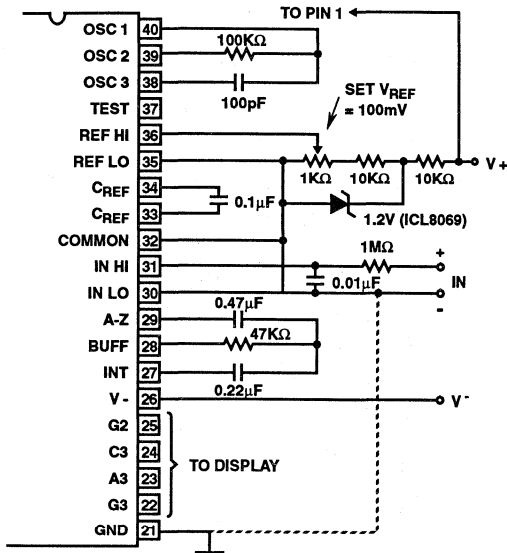 TO PIN 1
OSC 1 40
100KΩ
OSC 2 39
OSC 3 38
100pF
SET VREF
= 100mV
TEST 37
REF HI 36
REF LO 35
V+
1KΩ 10KΩ 10KΩ
CREF 34
0.1µF
CREF 33
1.2V (ICL8069)
COMMON 32
1MΩ
IN HI 31
+
0.01µF
IN
IN LO 30
-
0.47µF
A-Z 29
47KΩ
BUFF 28
INT 27
0.22µF
V - 26
V-
G2 25
C3 24
TO DISPLAY
A3 23
G3 22
GND 21